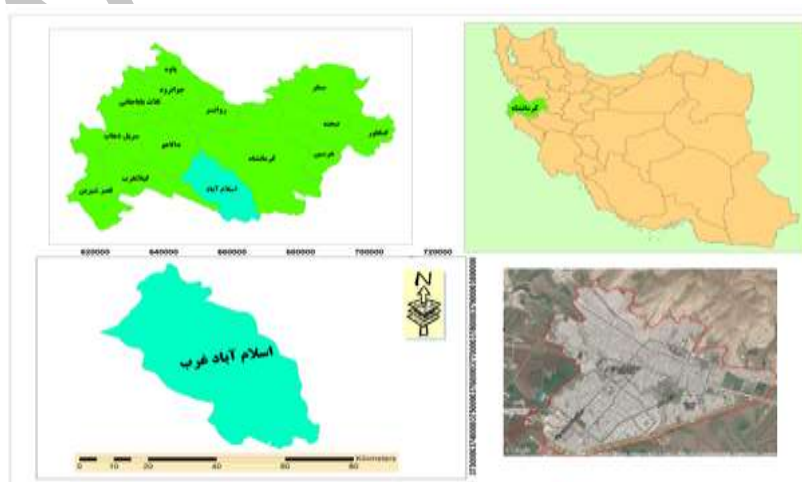 پاوه
جوانرود
ثلاث باباجانی
روانسر
سنقر
صحنه
کنگاور
سرپل ذهاب
دالاهو
کرمانشاه
هرسین
گیلانغرب
اسلام آباد
قصر شیرین
کرمانشاه
620000 640000 660000 680000 700000 720000
اسلام آباد غرب
N
Kilometers
0 5 10 20 40 60 80